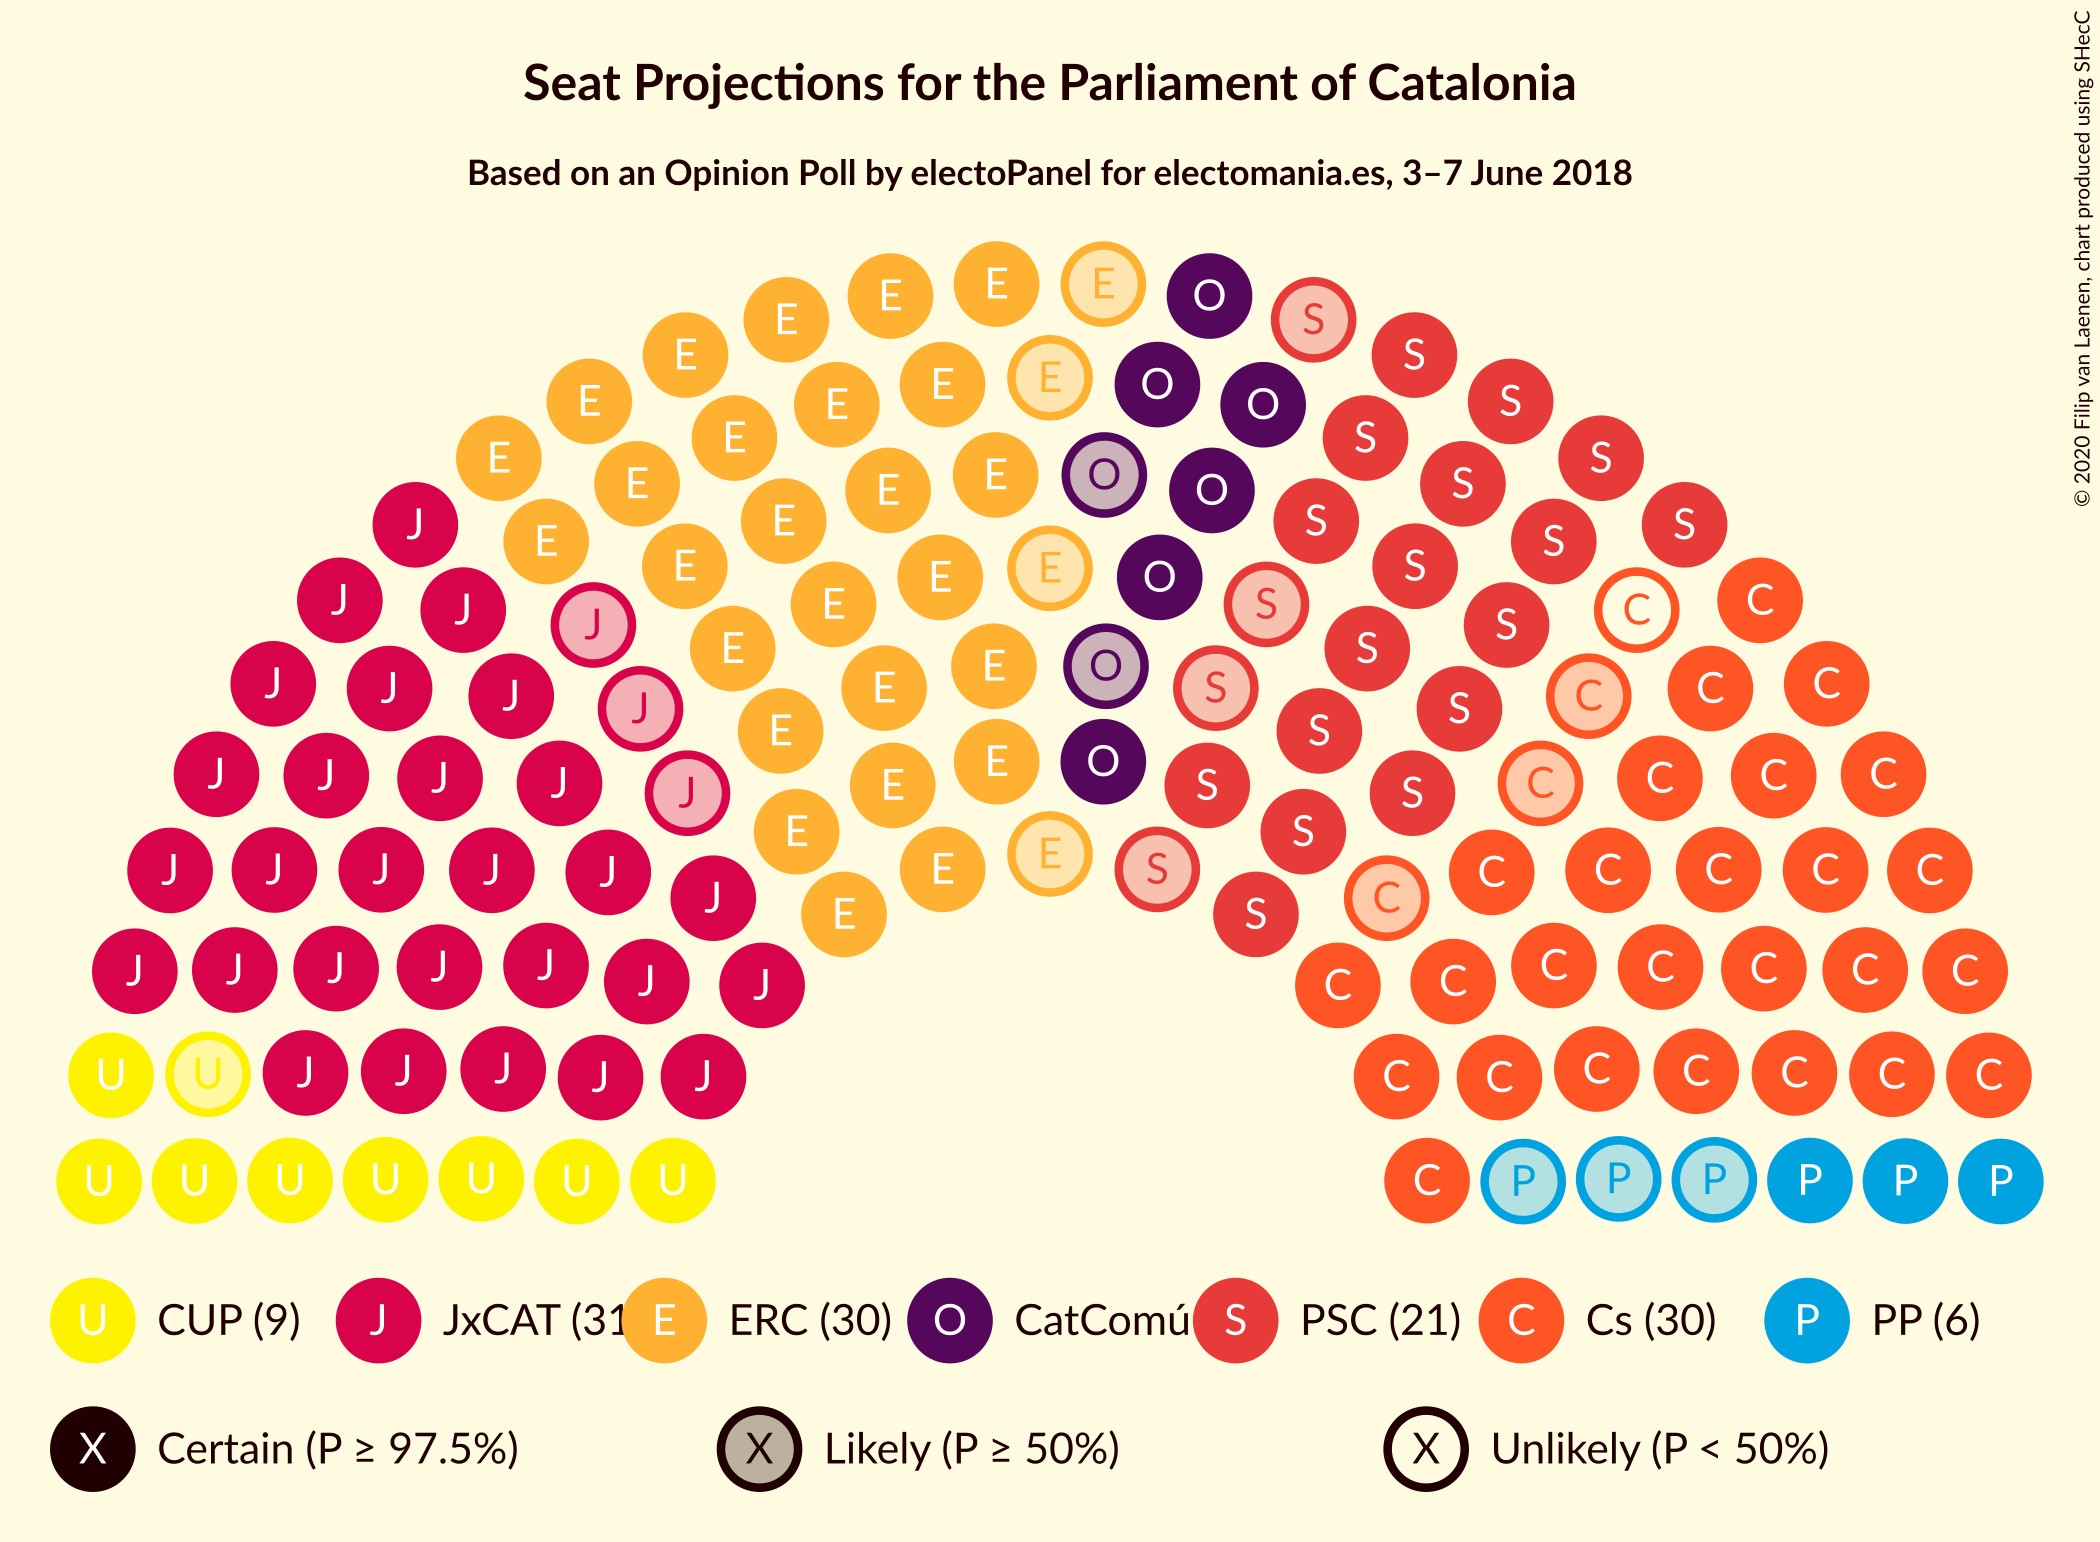 Seat Projections for the Parliament of Catalonia
Based on an Opinion Poll by electoPanel for electomania.es, 3–7 June 2018
© 2020 Filip van Laenen, chart produced using SHecC
E E E O S
E E S S
E E E O O S
E E E S S S
E E E O O S S
J E E S S
E E E E O S S S
J J J E E S S C C
J J J E E E O S S S C C C
J J J J J E E E E O S S S C C C C C
J J J J J J E E E S S C C C C C C
J J J J J J J C C C C C C C
U U J J J J J C C C C C C C
U U U U U U U C P P P P P P
U CUP (9) J JxCAT (31 E ERC (30) O CatComú S PSC (21) C Cs (30) P PP (6)
X Certain (P ≥ 97.5%) X Likely (P ≥ 50%) X Unlikely (P < 50%)